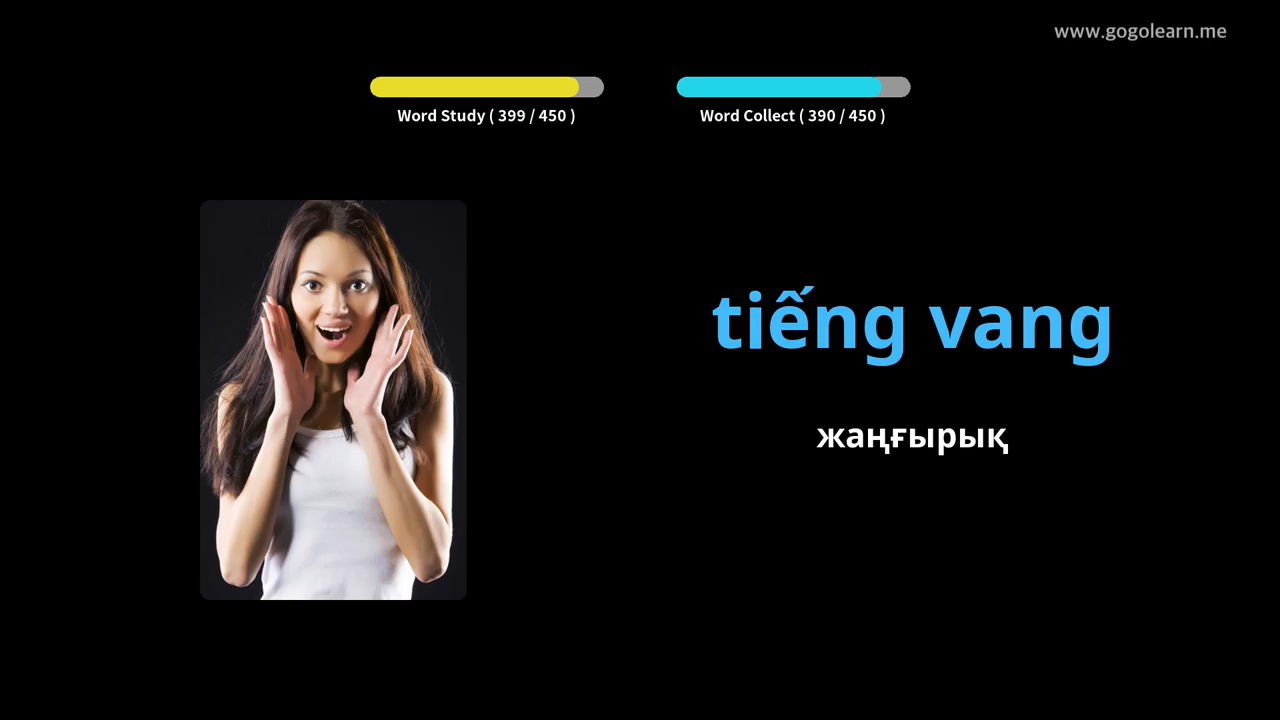 www.gogolearn.me
Word Study ( 399 / 450 )
Word Collect ( 390 / 450 )
tiếng vang
жаңғырық